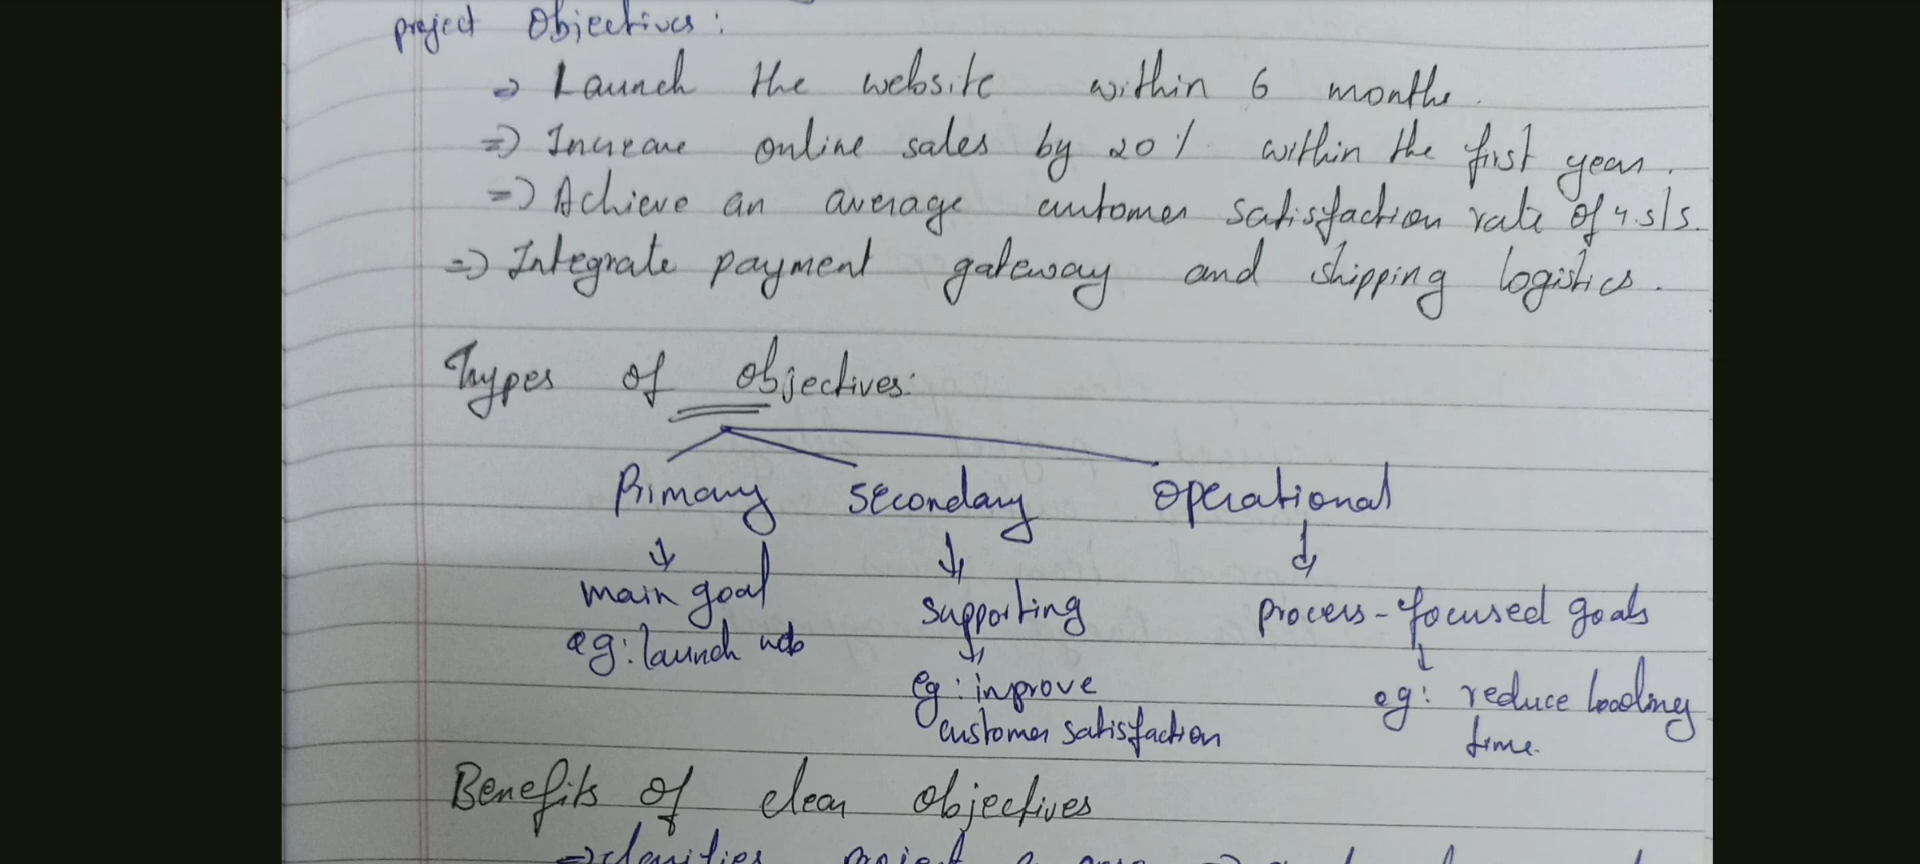 project Objectives:
⇒ Launch the website within 6 months.
⇒ Increase online sales by 20% within the first year.
⇒ Achieve an average customer satisfaction rate of 4.5/5.
⇒ Integrate payment gateway and shipping logistics.
Types of objectives:
Primary secondary operational
↓ ↓ ↓
main goal supporting process-focused goals
eg: launch web ↓ ↓
eg: improve eg: reduce loading
customer satisfaction time.
Benefits of clear objectives
⇒ clarifies project